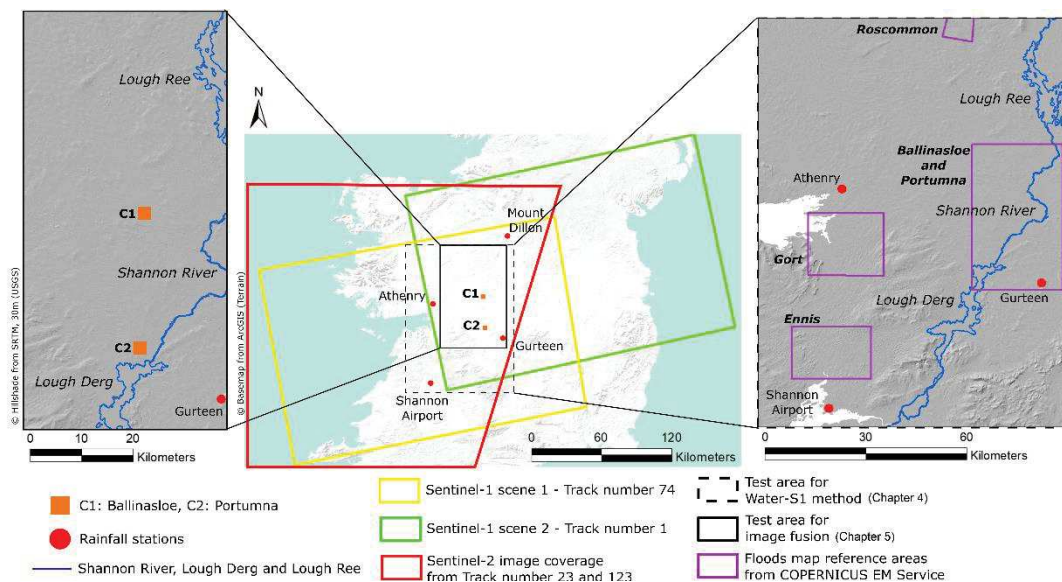 Lough Ree
C1
Shannon River
C2
Lough Derg
Gurteen
© Hillshade from SRTM, 30m (USGS)
0 10 20
Kilometers
N
Mount
Dillon
Athenry
C1
C2
Gurteen
Shannon
Airport
© Basemap from ArcGIS (Terrain)
0 60 120
Kilometers
Roscommon
Lough Ree
Ballinasloe
and
Portumna
Athenry
Shannon River
Gort
Lough Derg
Gurteen
Ennis
Shannon
Airport
0 30 60
Kilometers
C1: Ballinasloe, C2: Portumna
Rainfall stations
Shannon River, Lough Derg and Lough Ree
Sentinel-1 scene 1 - Track number 74
Sentinel-1 scene 2 - Track number 1
Sentinel-2 image coverage
from Track number 23 and 123
Test area for
Water-S1 method (Chapter 4)
Test area for
image fusion (Chapter 5)
Floods map reference areas
from COPERNICUS EM Service